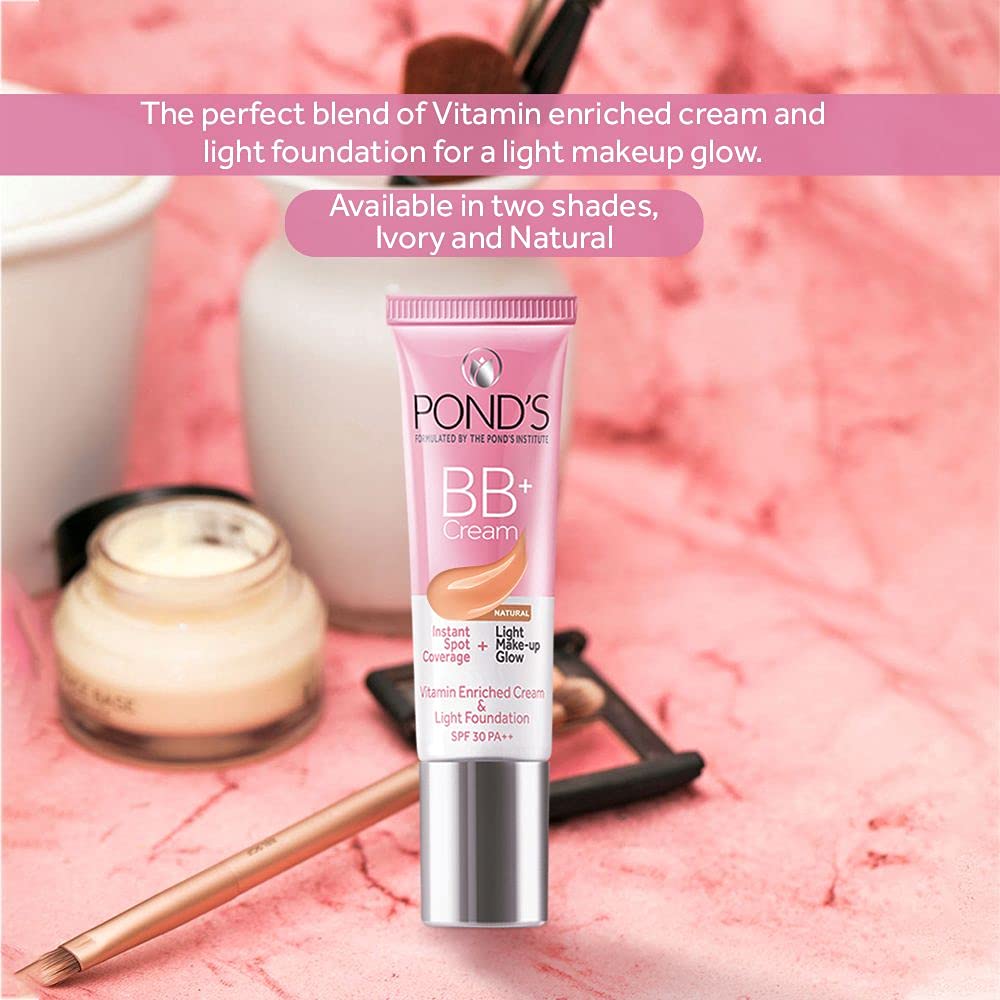 The perfect blend of Vitamin enriched cream and
light foundation for a light makeup glow.
Available in two shades,
Ivory and Natural
POND'S
FORMULATED BY THE POND'S INSTITUTE
BB+
Cream
NATURAL
Instant
Spot
Coverage
+
Light
Make-up
Glow
Vitamin Enriched Cream
&
Light Foundation
SPF 30 PA++
BASE